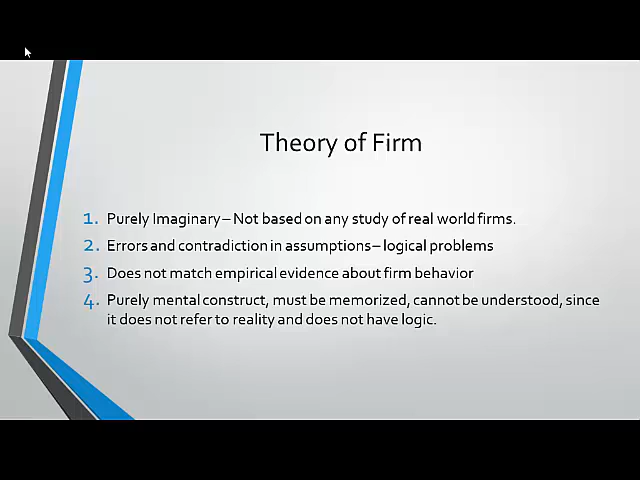 Theory of Firm
1. Purely Imaginary – Not based on any study of real world firms.
2. Errors and contradiction in assumptions – logical problems
3. Does not match empirical evidence about firm behavior
4. Purely mental construct, must be memorized, cannot be understood, since
it does not refer to reality and does not have logic.